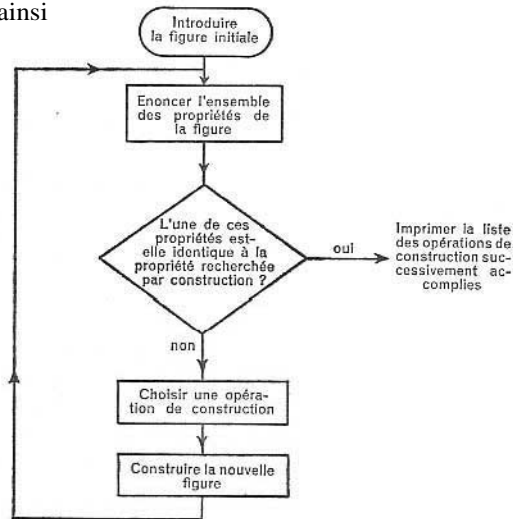 ainsi
Introduire
la figure initiale
Enoncer l'ensemble
des propriétés de
la figure
L'une de ces
propriétés est-
elle identique à la
propriété recherchée
par construction ?
oui
Imprimer la liste
des opérations de
construction suc-
cessivement ac-
complies
non
Choisir une opéra-
tion de construction
Construire la nouvelle
figure